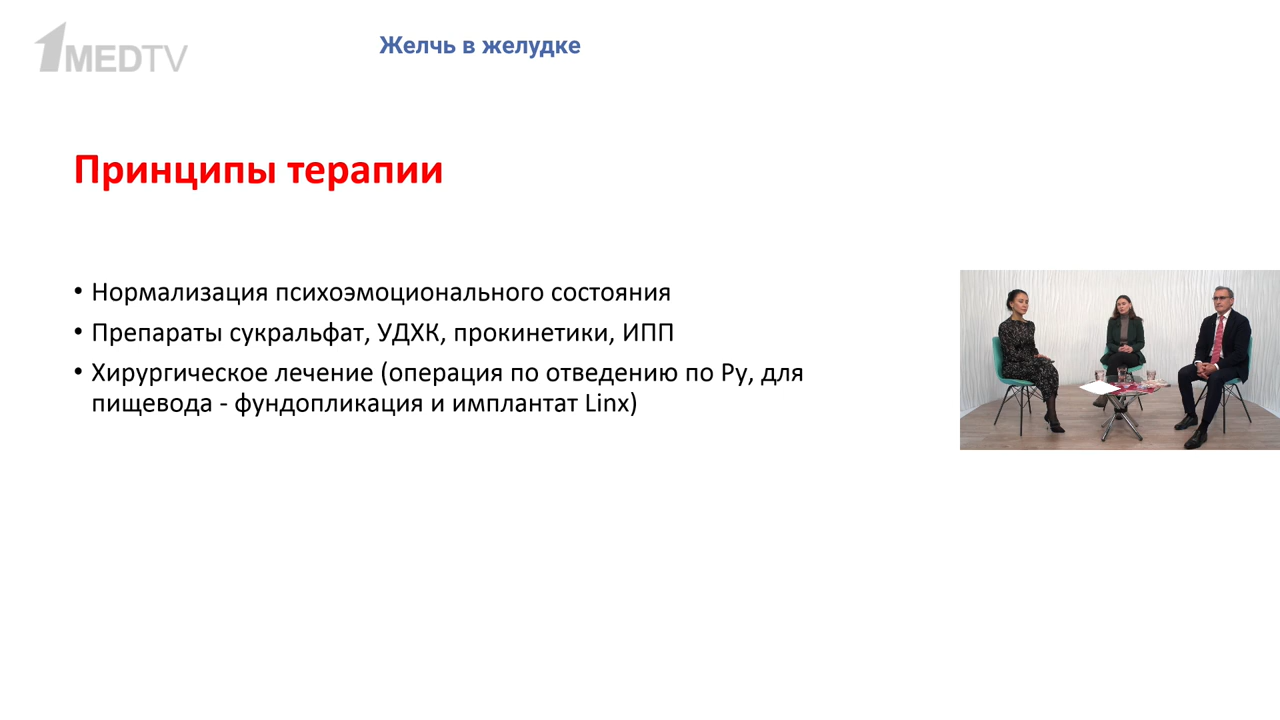 1MEDTV
Желчь в желудке
Принципы терапии
• Нормализация психоэмоционального состояния
• Препараты сукральфат, УДХК, прокинетики, ИПП
• Хирургическое лечение (операция по отведению по Ру, для
пищевода - фундопликация и имплантат Linx)